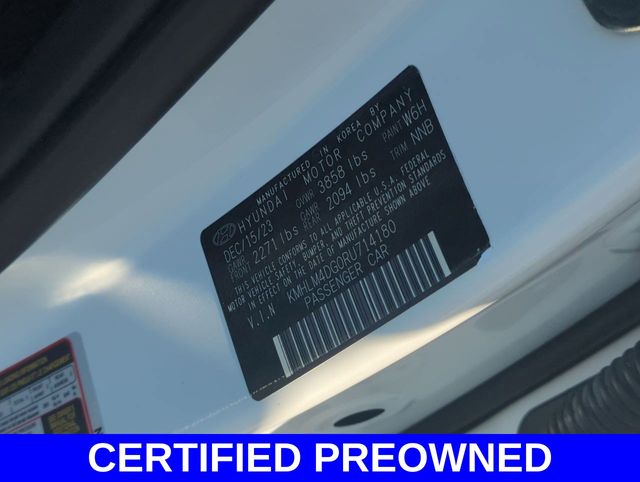 MANUFACTURED IN KOREA BY
HYUNDAI MOTOR COMPANY
DEC/15/23 GVWR 3858 lbs PAINT W6H
GAWR FRONT 2271 lbs GAWR REAR 2094 lbs TRIM NNB
THIS VEHICLE CONFORMS TO ALL APPLICABLE U.S.A. FEDERAL
MOTOR VEHICLE SAFETY, BUMPER, AND THEFT PREVENTION STANDARDS
IN EFFECT ON THE DATE OF MANUFACTURE SHOWN ABOVE
V.I.N KMHLM4DG0RU714180
PASSENGER CAR
CERTIFIED PREOWNED